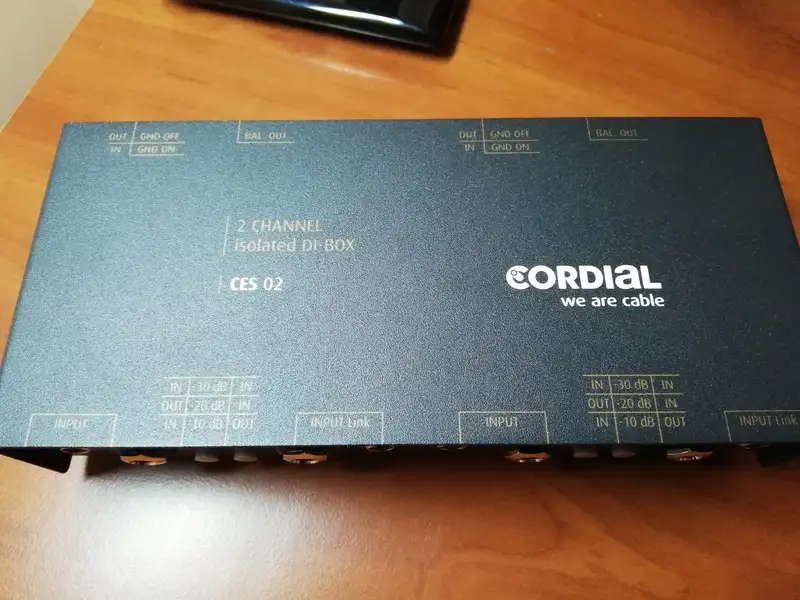 OUT GND OFF BAL. OUT OUT GND OFF BAL. OUT
IN GND ON IN GND ON
2 CHANNEL
isolated DI-BOX
CES 02
CORDIAL
we are cable
IN -30 dB IN IN -30 dB IN
OUT -20 dB IN OUT -20 dB IN
INPUT IN -10 dB OUT INPUT Link INPUT IN -10 dB OUT INPUT Link